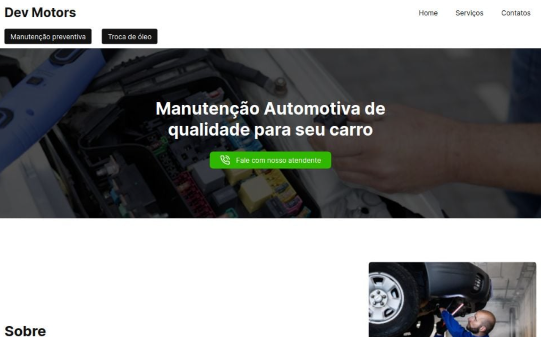 Dev Motors
Home Serviços Contatos
Manutenção preventiva Troca de óleo
Manutenção Automotiva de
qualidade para seu carro
Fale com nosso atendente
Sobre